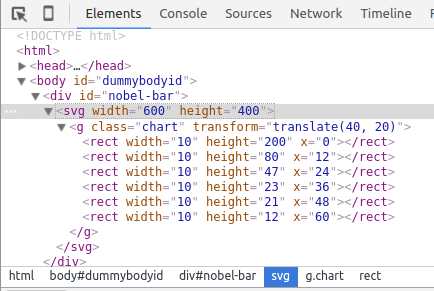 Elements Console Sources Network Timeline
<!DOCTYPE html>
<html>
▶<head>…</head>
▼<body id="dummybodyid">
▼<div id="nobel-bar">
… ▼<svg width="600" height="400">
▼<g class="chart" transform="translate(40, 20)">
<rect width="10" height="200" x="0"></rect>
<rect width="10" height="80" x="12"></rect>
<rect width="10" height="47" x="24"></rect>
<rect width="10" height="23" x="36"></rect>
<rect width="10" height="21" x="48"></rect>
<rect width="10" height="12" x="60"></rect>
</g>
</svg>
</div>
html body#dummybodyid div#nobel-bar svg g.chart rect